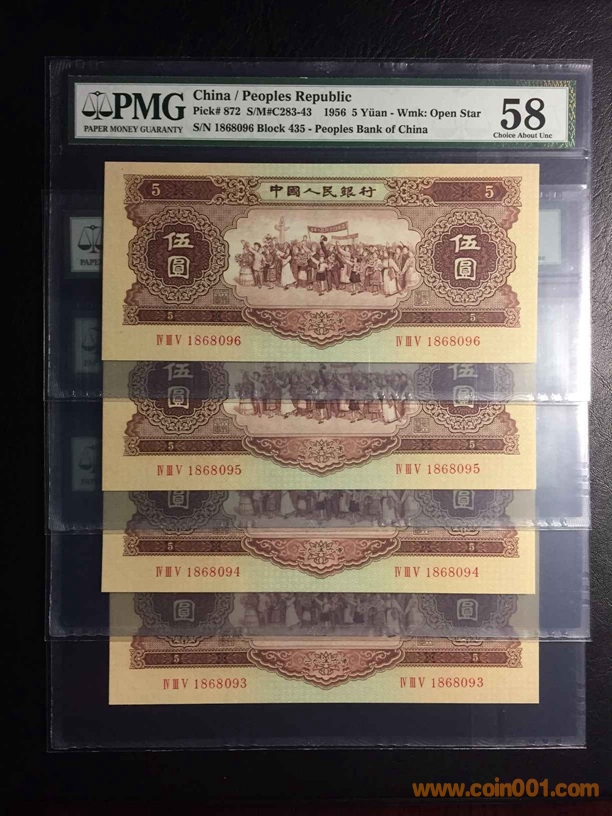 PMG
PAPER MONEY GUARANTY
China / Peoples Republic
Pick# 872 S/M#C283-43 1956 5 Yüan - Wmk: Open Star
S/N 1868096 Block 435 - Peoples Bank of China
58
Choice About Unc
5 中國人民銀行 5
伍圓 伍圓
5 5
Ⅳ Ⅲ Ⅴ 1868096 Ⅳ Ⅲ Ⅴ 1868096
伍圓 伍圓
5 5
Ⅳ Ⅲ Ⅴ 1868095 Ⅳ Ⅲ Ⅴ 1868095
5 5
Ⅳ Ⅲ Ⅴ 1868094 Ⅳ Ⅲ Ⅴ 1868094
圓 圓
5 5
Ⅳ Ⅲ Ⅴ 1868093 Ⅳ Ⅲ Ⅴ 1868093
www.coin001.com